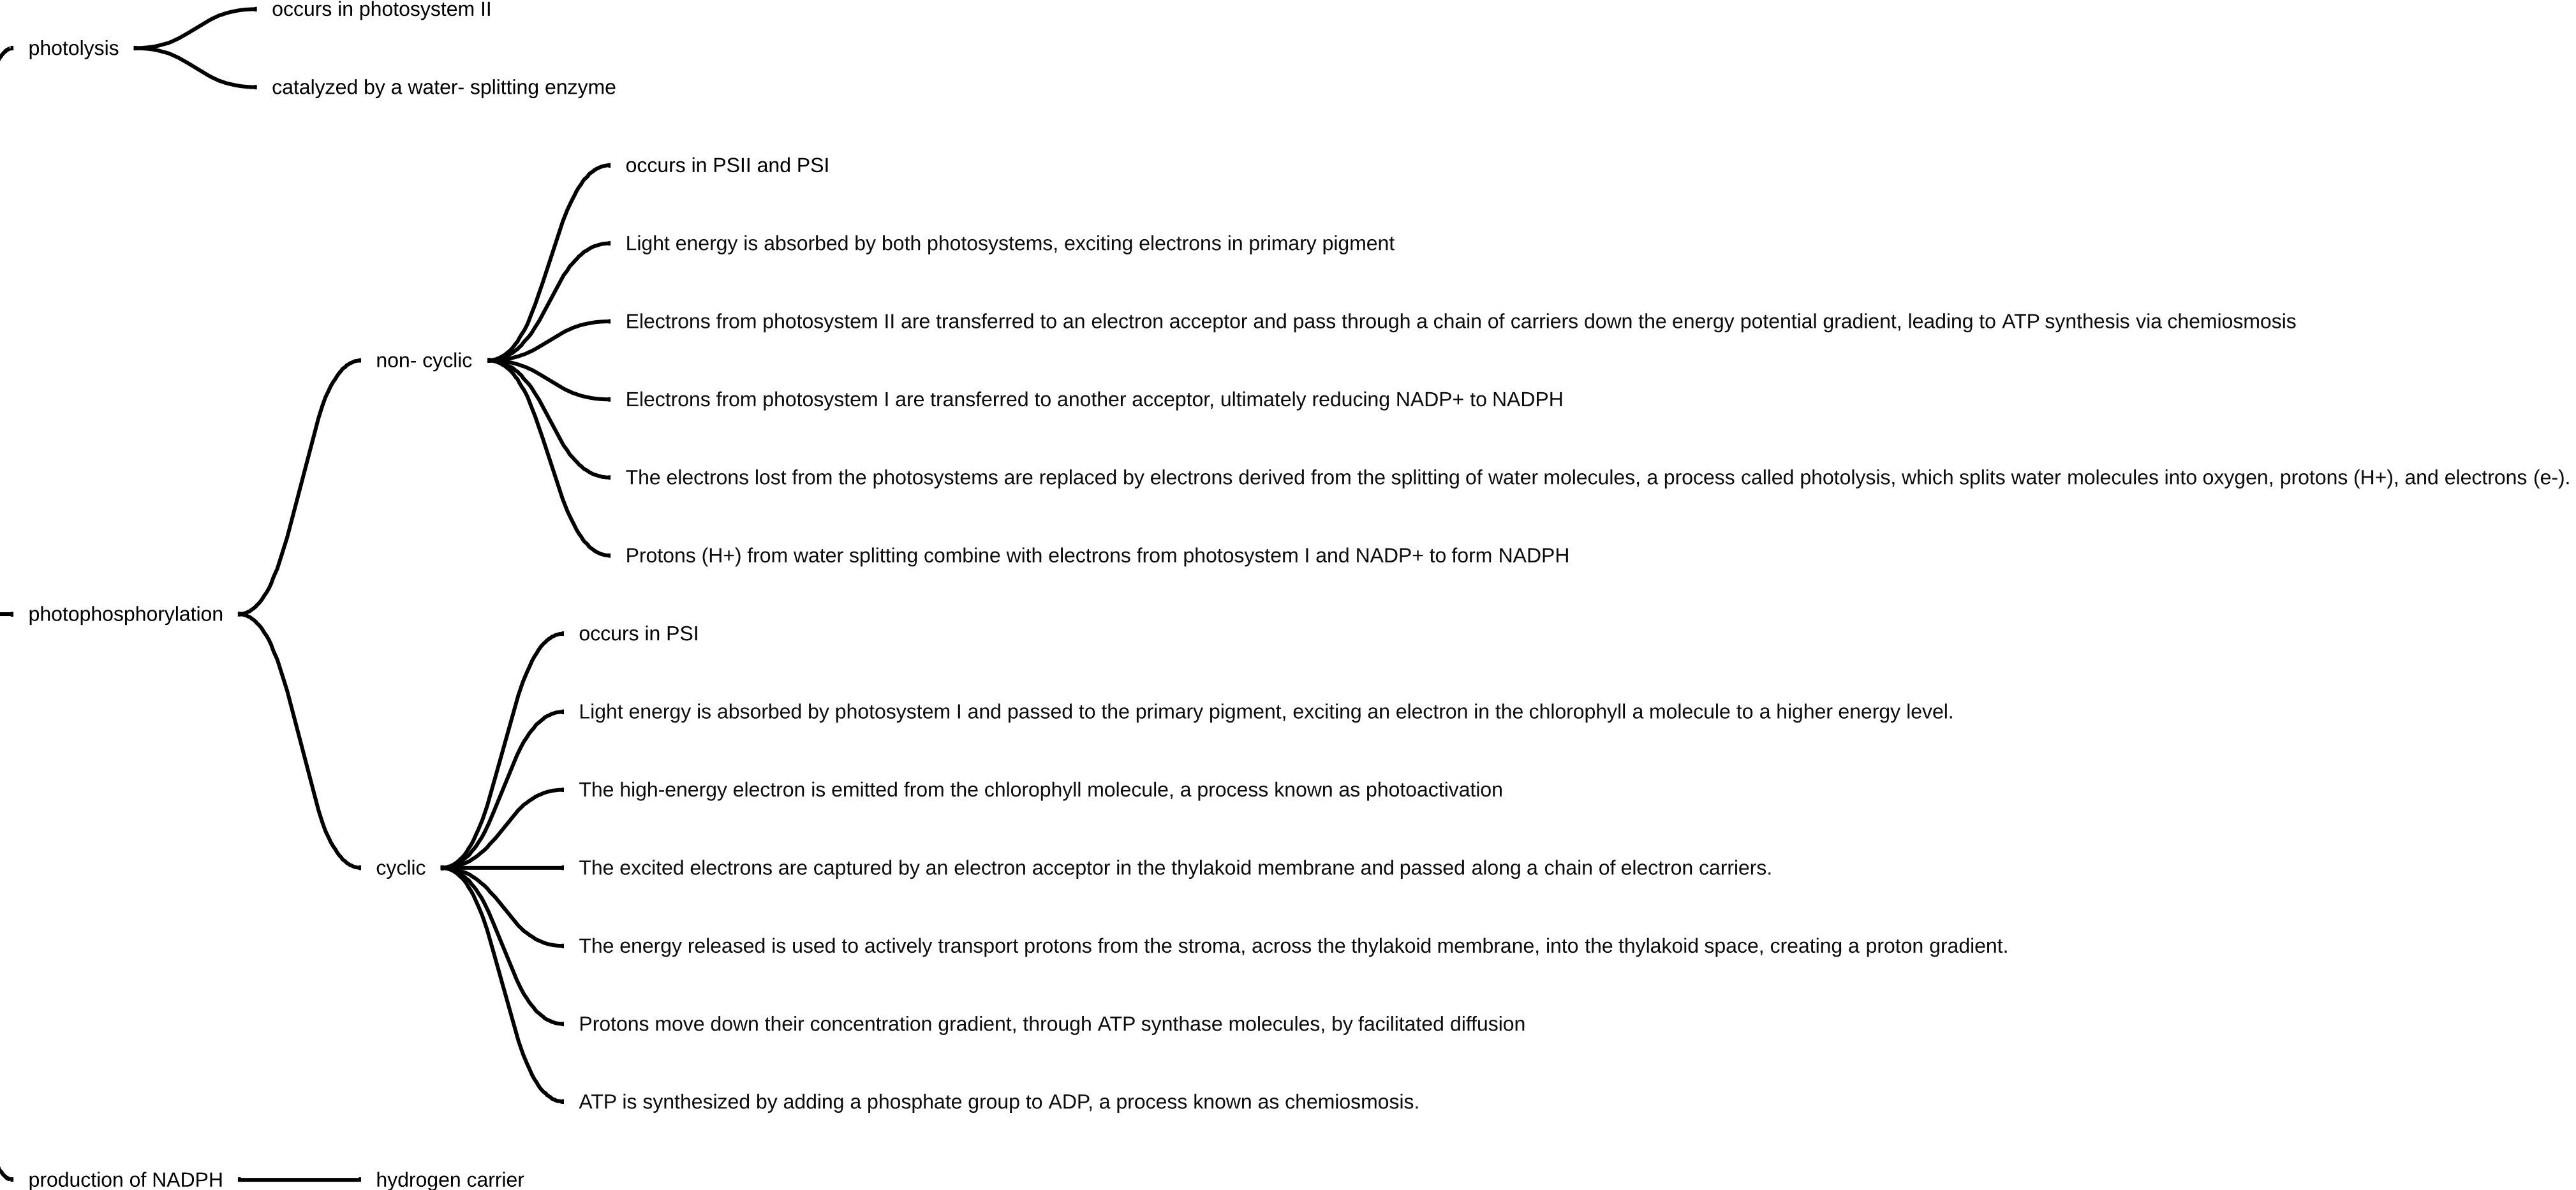 occurs in photosystem II
photolysis
catalyzed by a water- splitting enzyme
occurs in PSII and PSI
Light energy is absorbed by both photosystems, exciting electrons in primary pigment
Electrons from photosystem II are transferred to an electron acceptor and pass through a chain of carriers down the energy potential gradient, leading to ATP synthesis via chemiosmosis
non- cyclic
Electrons from photosystem I are transferred to another acceptor, ultimately reducing NADP+ to NADPH
The electrons lost from the photosystems are replaced by electrons derived from the splitting of water molecules, a process called photolysis, which splits water molecules into oxygen, protons (H+), and electrons (e-).
Protons (H+) from water splitting combine with electrons from photosystem I and NADP+ to form NADPH
photophosphorylation
occurs in PSI
Light energy is absorbed by photosystem I and passed to the primary pigment, exciting an electron in the chlorophyll a molecule to a higher energy level.
The high-energy electron is emitted from the chlorophyll molecule, a process known as photoactivation
cyclic
The excited electrons are captured by an electron acceptor in the thylakoid membrane and passed along a chain of electron carriers.
The energy released is used to actively transport protons from the stroma, across the thylakoid membrane, into the thylakoid space, creating a proton gradient.
Protons move down their concentration gradient, through ATP synthase molecules, by facilitated diffusion
ATP is synthesized by adding a phosphate group to ADP, a process known as chemiosmosis.
production of NADPH
hydrogen carrier